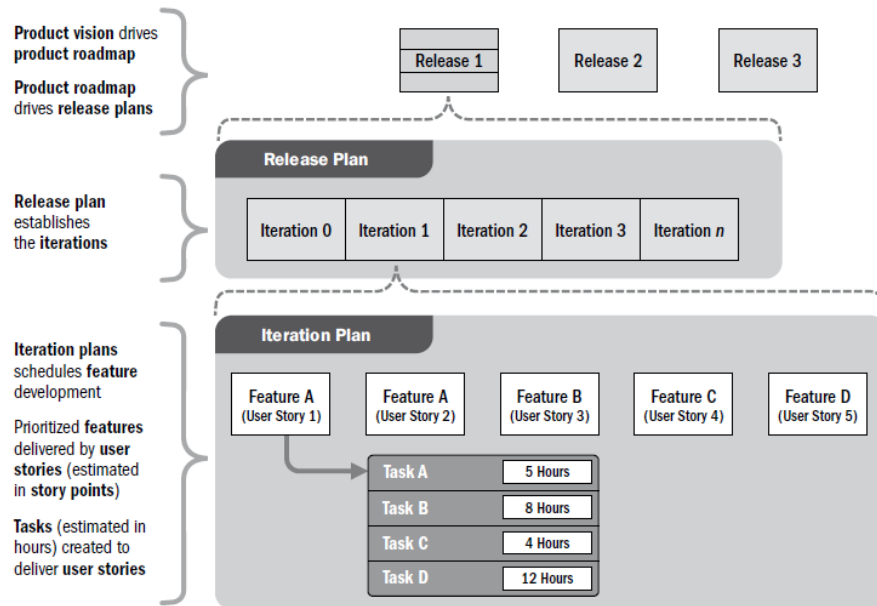 Product vision drives
product roadmap
Product roadmap
drives release plans
Release 1
Release 2
Release 3
Release Plan
Release plan
establishes
the iterations
Iteration 0
Iteration 1
Iteration 2
Iteration 3
Iteration n
Iteration Plan
Iteration plans
schedules feature
development
Prioritized features
delivered by user
stories (estimated
in story points)
Tasks (estimated in
hours) created to
deliver user stories
Feature A
(User Story 1)
Feature A
(User Story 2)
Feature B
(User Story 3)
Feature C
(User Story 4)
Feature D
(User Story 5)
Task A
5 Hours
Task B
8 Hours
Task C
4 Hours
Task D
12 Hours